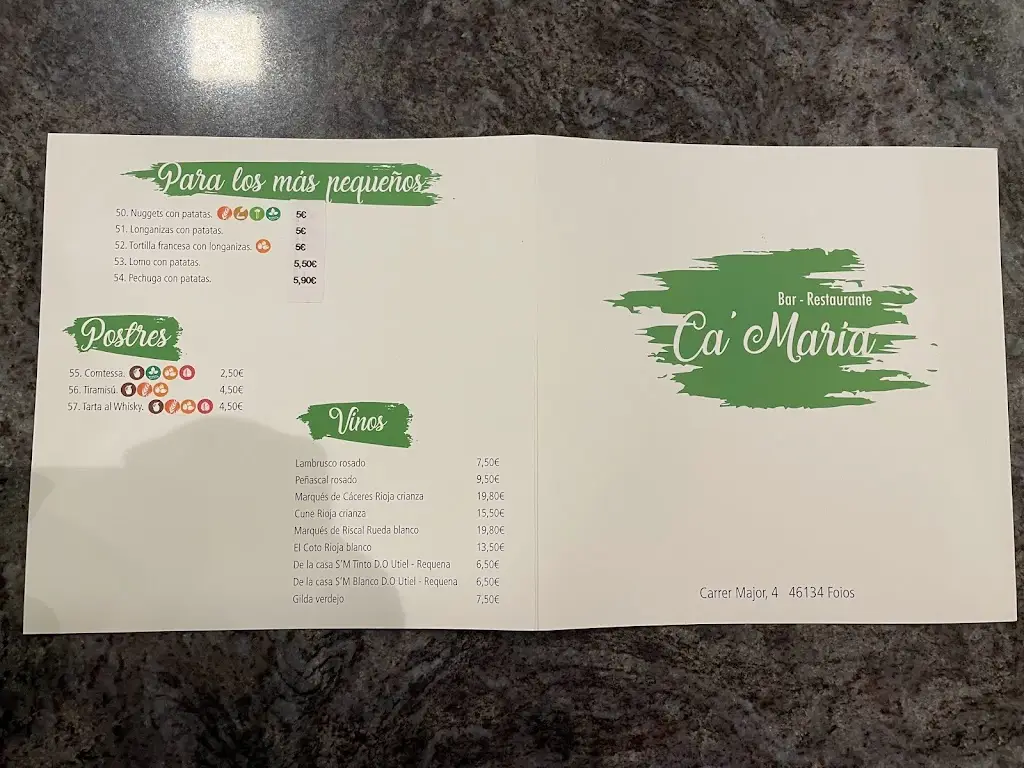 Para los más pequeños
50. Nuggets con patatas. 5€
51. Longanizas con patatas. 5€
52. Tortilla francesa con longanizas. 5€
53. Lomo con patatas. 5,50€
54. Pechuga con patatas. 5,90€
Postres
55. Comtessa. 2,50€
56. Tiramisú. 4,50€
57. Tarta al Whisky. 4,50€
Vinos
Lambrusco rosado 7,50€
Peñascal rosado 9,50€
Marqués de Cáceres Rioja crianza 19,80€
Cune Rioja crianza 15,50€
Marqués de Riscal Rueda blanco 19,80€
El Coto Rioja blanco 13,50€
De la casa S'M Tinto D.O Utiel - Requena 6,50€
De la casa S'M Blanco D.O Utiel - Requena 6,50€
Gilda verdejo 7,50€
Bar - Restaurante
Ca' María
Carrer Major, 4 46134 Foios